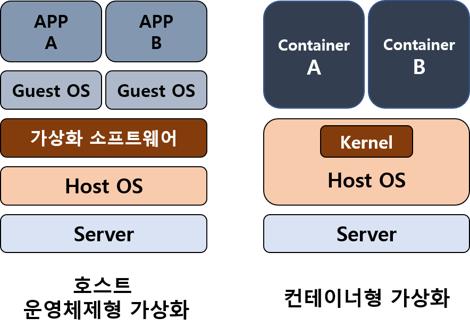 APP
A
APP
B
Guest OS
Guest OS
가상화 소프트웨어
Host OS
Server
호스트
운영체제형 가상화
Container
A
Container
B
Kernel
Host OS
Server
컨테이너형 가상화